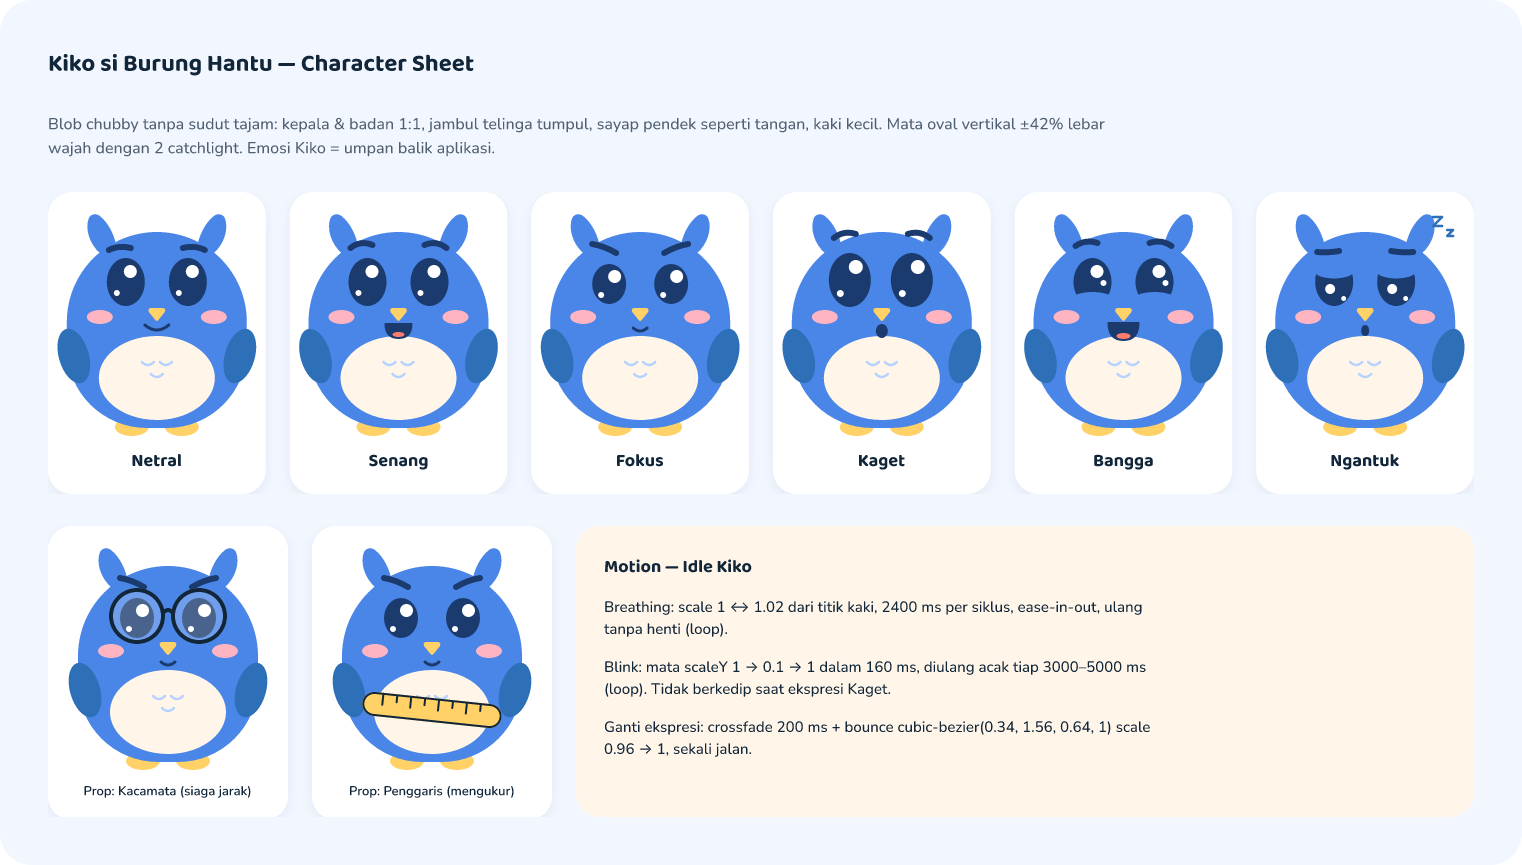 Kiko si Burung Hantu — Character Sheet
Blob chubby tanpa sudut tajam: kepala & badan 1:1, jambul telinga tumpul, sayap pendek seperti tangan, kaki kecil. Mata oval vertikal ±42% lebar
wajah dengan 2 catchlight. Emosi Kiko = umpan balik aplikasi.
Z
z
Netral
Senang
Fokus
Kaget
Bangga
Ngantuk
Prop: Kacamata (siaga jarak)
Prop: Penggaris (mengukur)
Motion — Idle Kiko
Breathing: scale 1 ↔ 1.02 dari titik kaki, 2400 ms per siklus, ease-in-out, ulang
tanpa henti (loop).
Blink: mata scaleY 1 → 0.1 → 1 dalam 160 ms, diulang acak tiap 3000–5000 ms
(loop). Tidak berkedip saat ekspresi Kaget.
Ganti ekspresi: crossfade 200 ms + bounce cubic-bezier(0.34, 1.56, 0.64, 1) scale
0.96 → 1, sekali jalan.